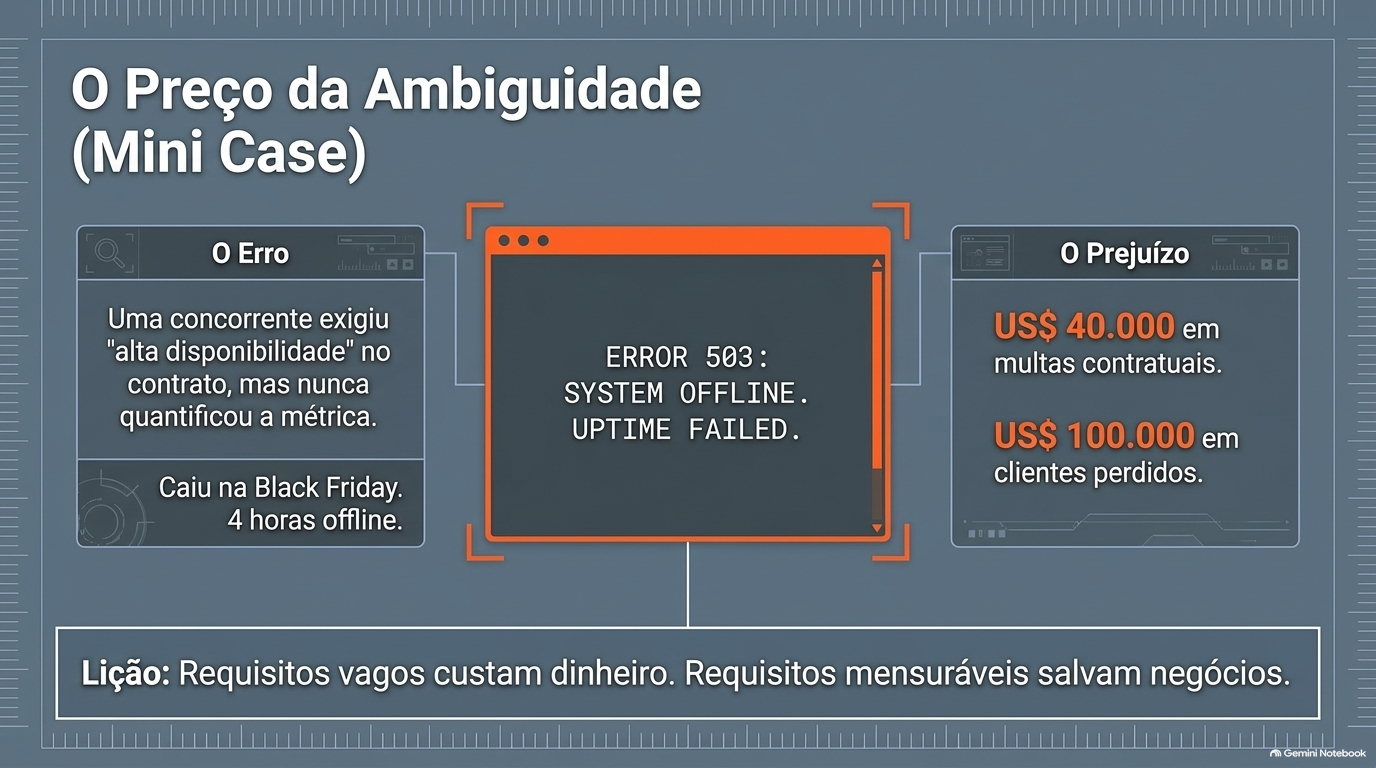 O Preço da Ambiguidade
(Mini Case)
O Erro
Uma concorrente exigiu
"alta disponibilidade" no
contrato, mas nunca
quantificou a métrica.
Caiu na Black Friday.
4 horas offline.
ERROR 503:
SYSTEM OFFLINE.
UPTIME FAILED.
O Prejuízo
US$ 40.000 em
multas contratuais.
US$ 100.000 em
clientes perdidos.
Lição: Requisitos vagos custam dinheiro. Requisitos mensuráveis salvam negócios.
Gemini Notebook